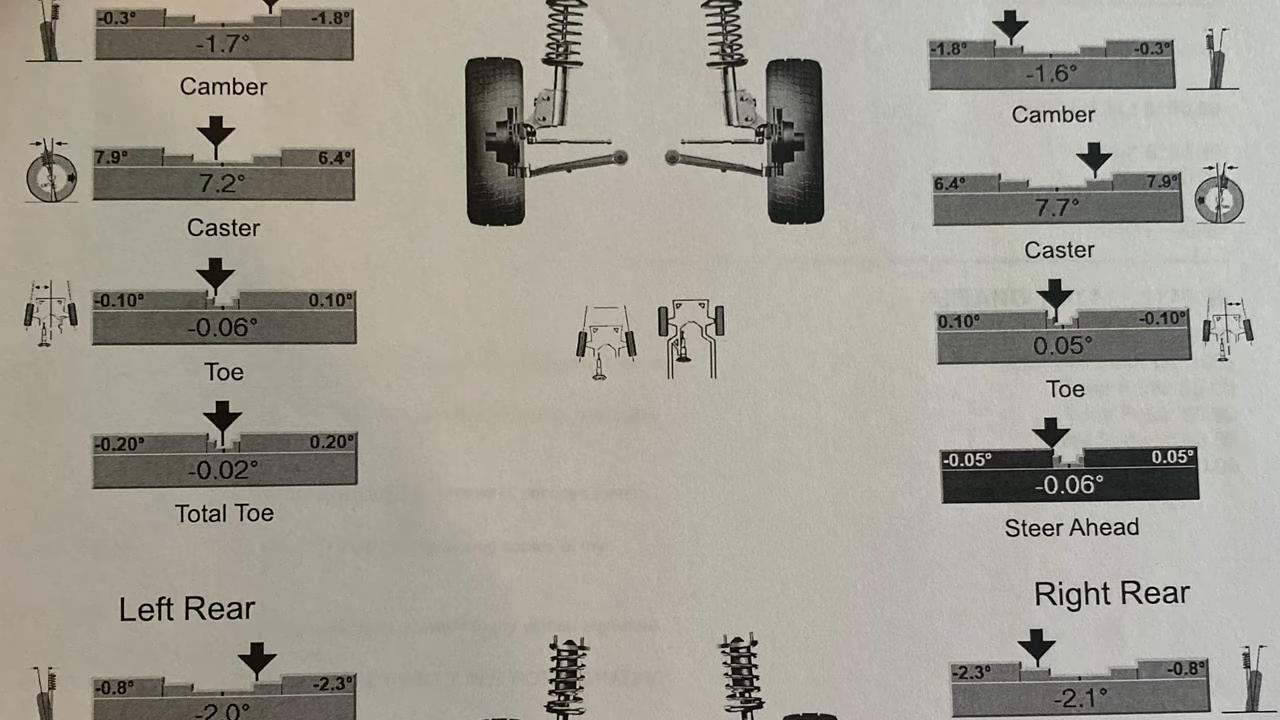 -0.3° -1.8°
-1.7°
Camber
7.9° 6.4°
7.2°
Caster
-0.10° 0.10°
-0.06°
Toe
-0.20° 0.20°
-0.02°
Total Toe
-1.8° -0.3°
-1.6°
Camber
6.4° 7.9°
7.7°
Caster
0.10° -0.10°
0.05°
Toe
-0.05° 0.05°
-0.06°
Steer Ahead
Left Rear
-0.8° -2.3°
-2.0°
Right Rear
-2.3° -0.8°
-2.1°